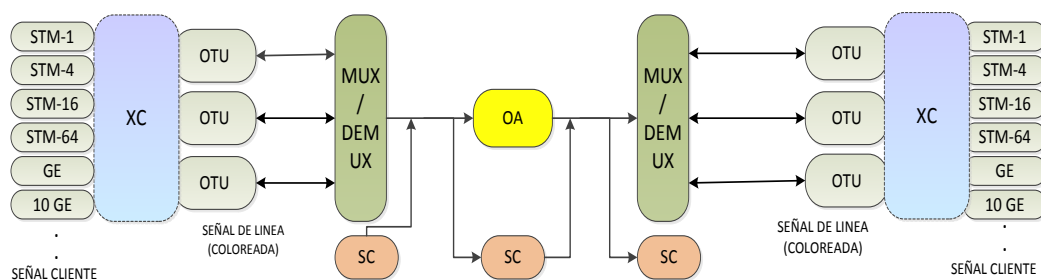 STM-1
STM-4
STM-16
STM-64
GE
10 GE
.
.
SEÑAL CLIENTE
XC
OTU
OTU
OTU
SEÑAL DE LINEA
(COLOREADA)
MUX
/
DEM
UX
SC
OA
SC
MUX
/
DEM
UX
SC
OTU
OTU
OTU
SEÑAL DE LINEA
(COLOREADA)
XC
STM-1
STM-4
STM-16
STM-64
GE
10 GE
.
.
SEÑAL CLIENTE